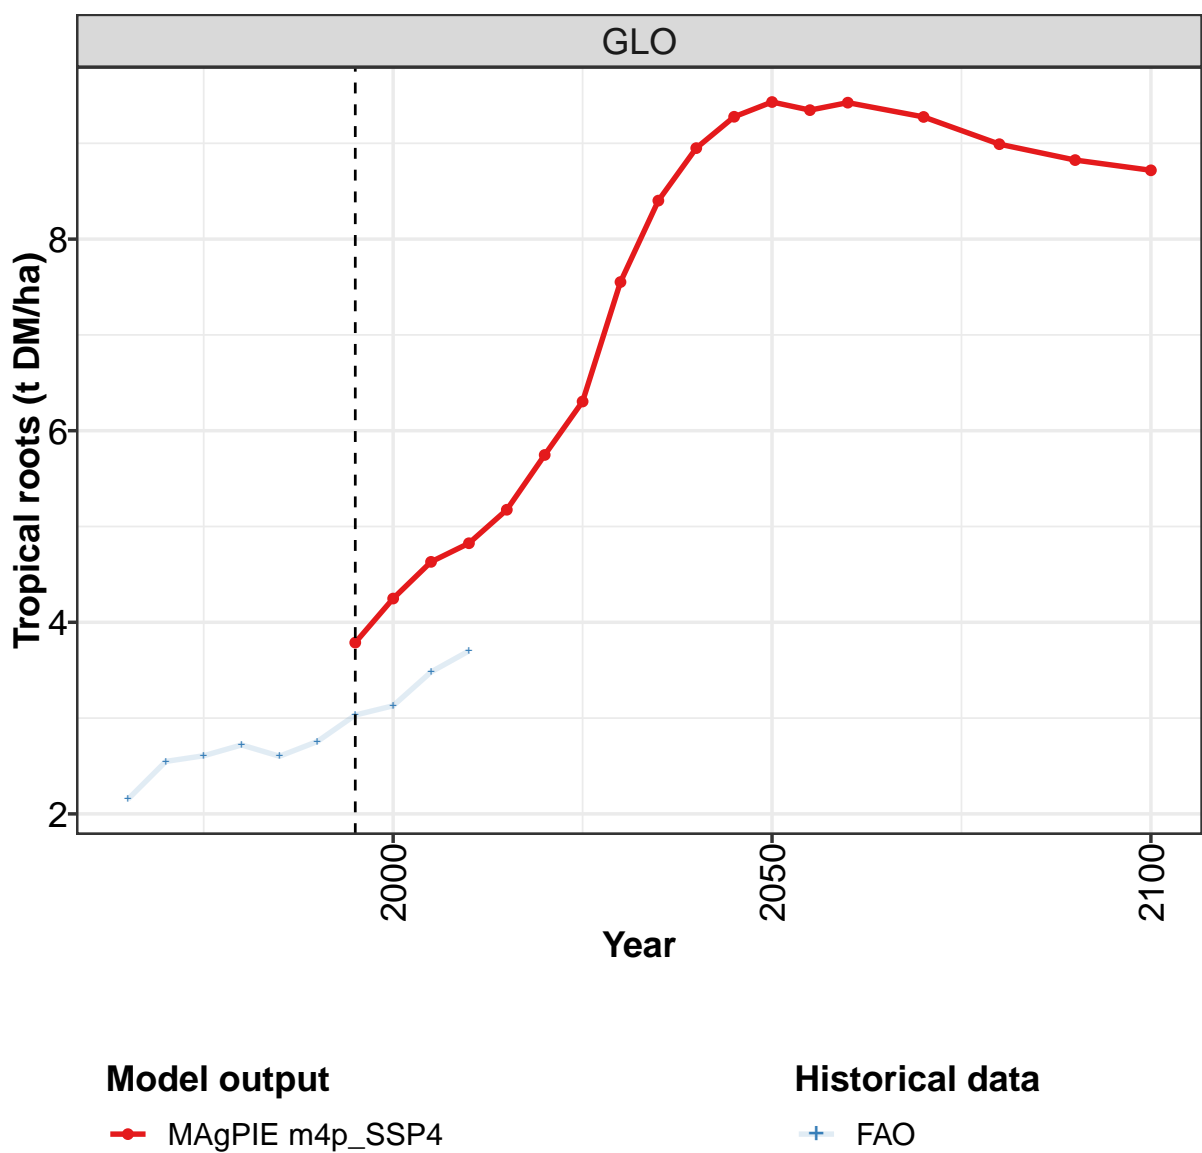 GLO
Tropical roots (t DM/ha)
8
6
4
2
2000
2050
2100
Year
Model output
Historical data
MAgPIE m4p_SSP4
FAO